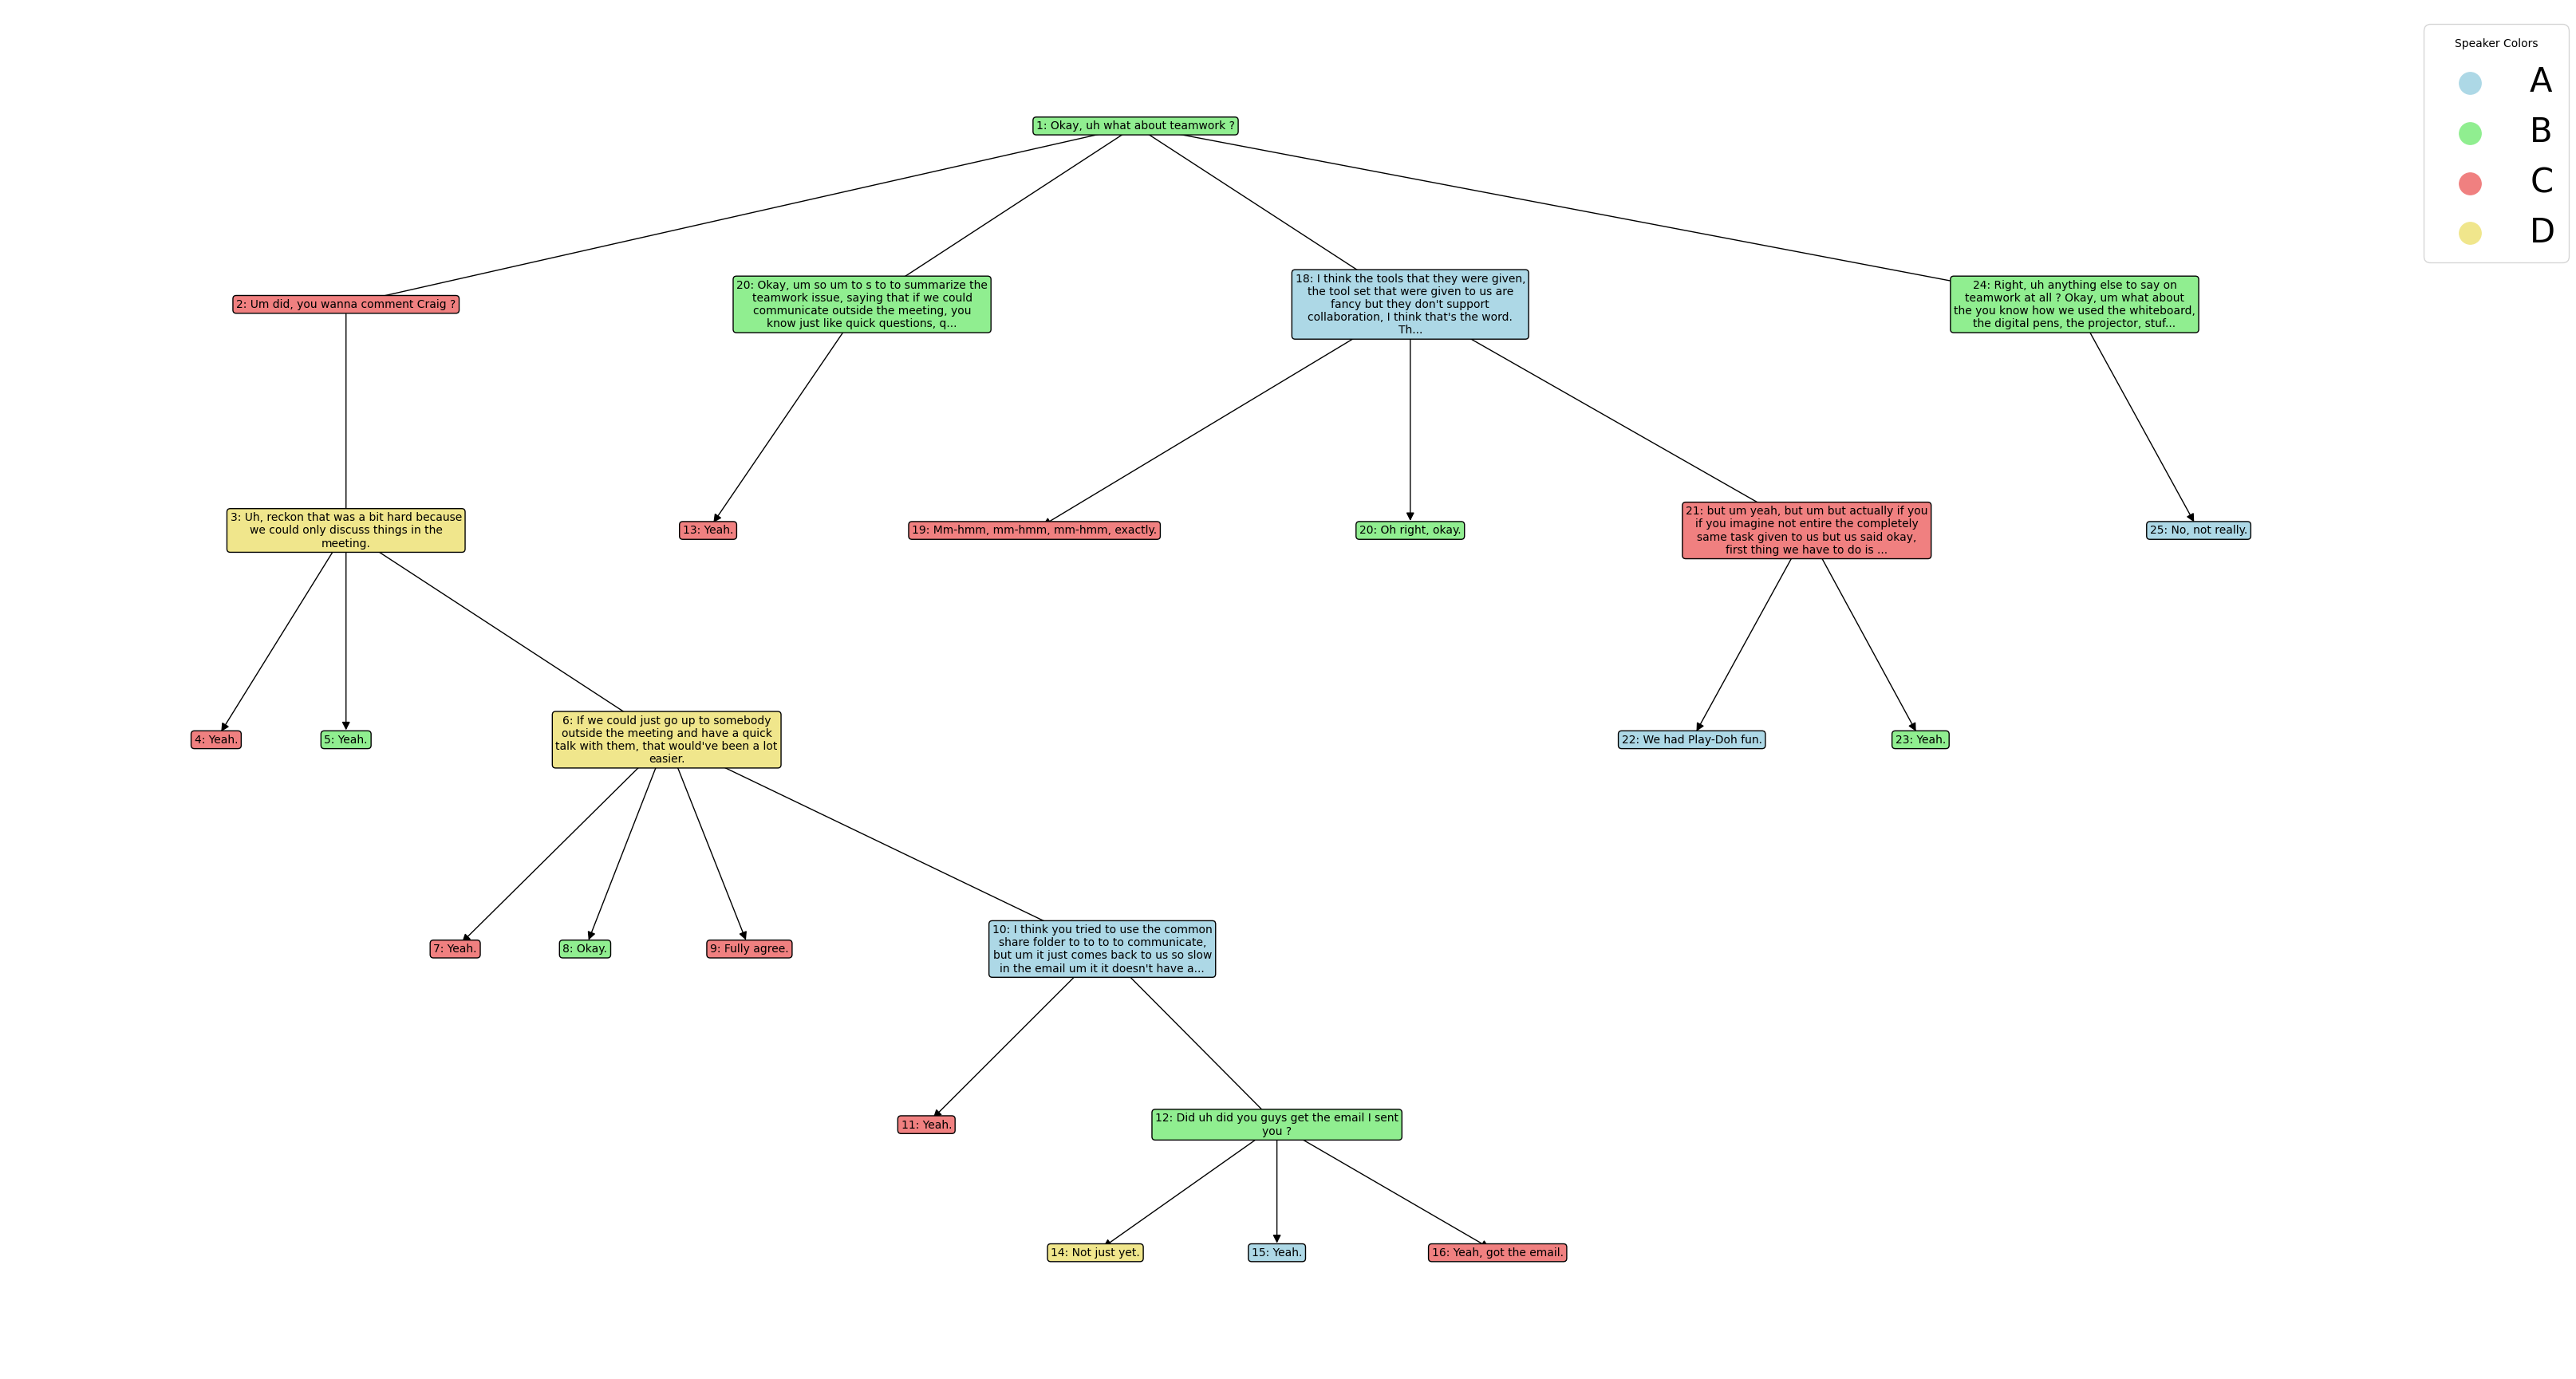 Speaker Colors
A
B
C
D
1: Okay, uh what about teamwork ?
2: Um did, you wanna comment Craig ?
20: Okay, um so um to s to to summarize the
teamwork issue, saying that if we could
communicate outside the meeting, you
know just like quick questions, q...
18: I think the tools that they were given,
the tool set that were given to us are
fancy but they don't support
collaboration, I think that's the word.
Th...
24: Right, uh anything else to say on
teamwork at all ? Okay, um what about
the you know how we used the whiteboard,
the digital pens, the projector, stuf...
3: Uh, reckon that was a bit hard because
we could only discuss things in the
meeting.
13: Yeah.
19: Mm-hmm, mm-hmm, mm-hmm, exactly.
20: Oh right, okay.
21: but um yeah, but um but actually if you
if you imagine not entire the completely
same task given to us but us said okay,
first thing we have to do is ...
25: No, not really.
4: Yeah.
5: Yeah.
6: If we could just go up to somebody
outside the meeting and have a quick
talk with them, that would've been a lot
easier.
22: We had Play-Doh fun.
23: Yeah.
7: Yeah.
8: Okay.
9: Fully agree.
10: I think you tried to use the common
share folder to to to to communicate,
but um it just comes back to us so slow
in the email um it it doesn't have a...
11: Yeah.
12: Did uh did you guys get the email I sent
you ?
14: Not just yet.
15: Yeah.
16: Yeah, got the email.